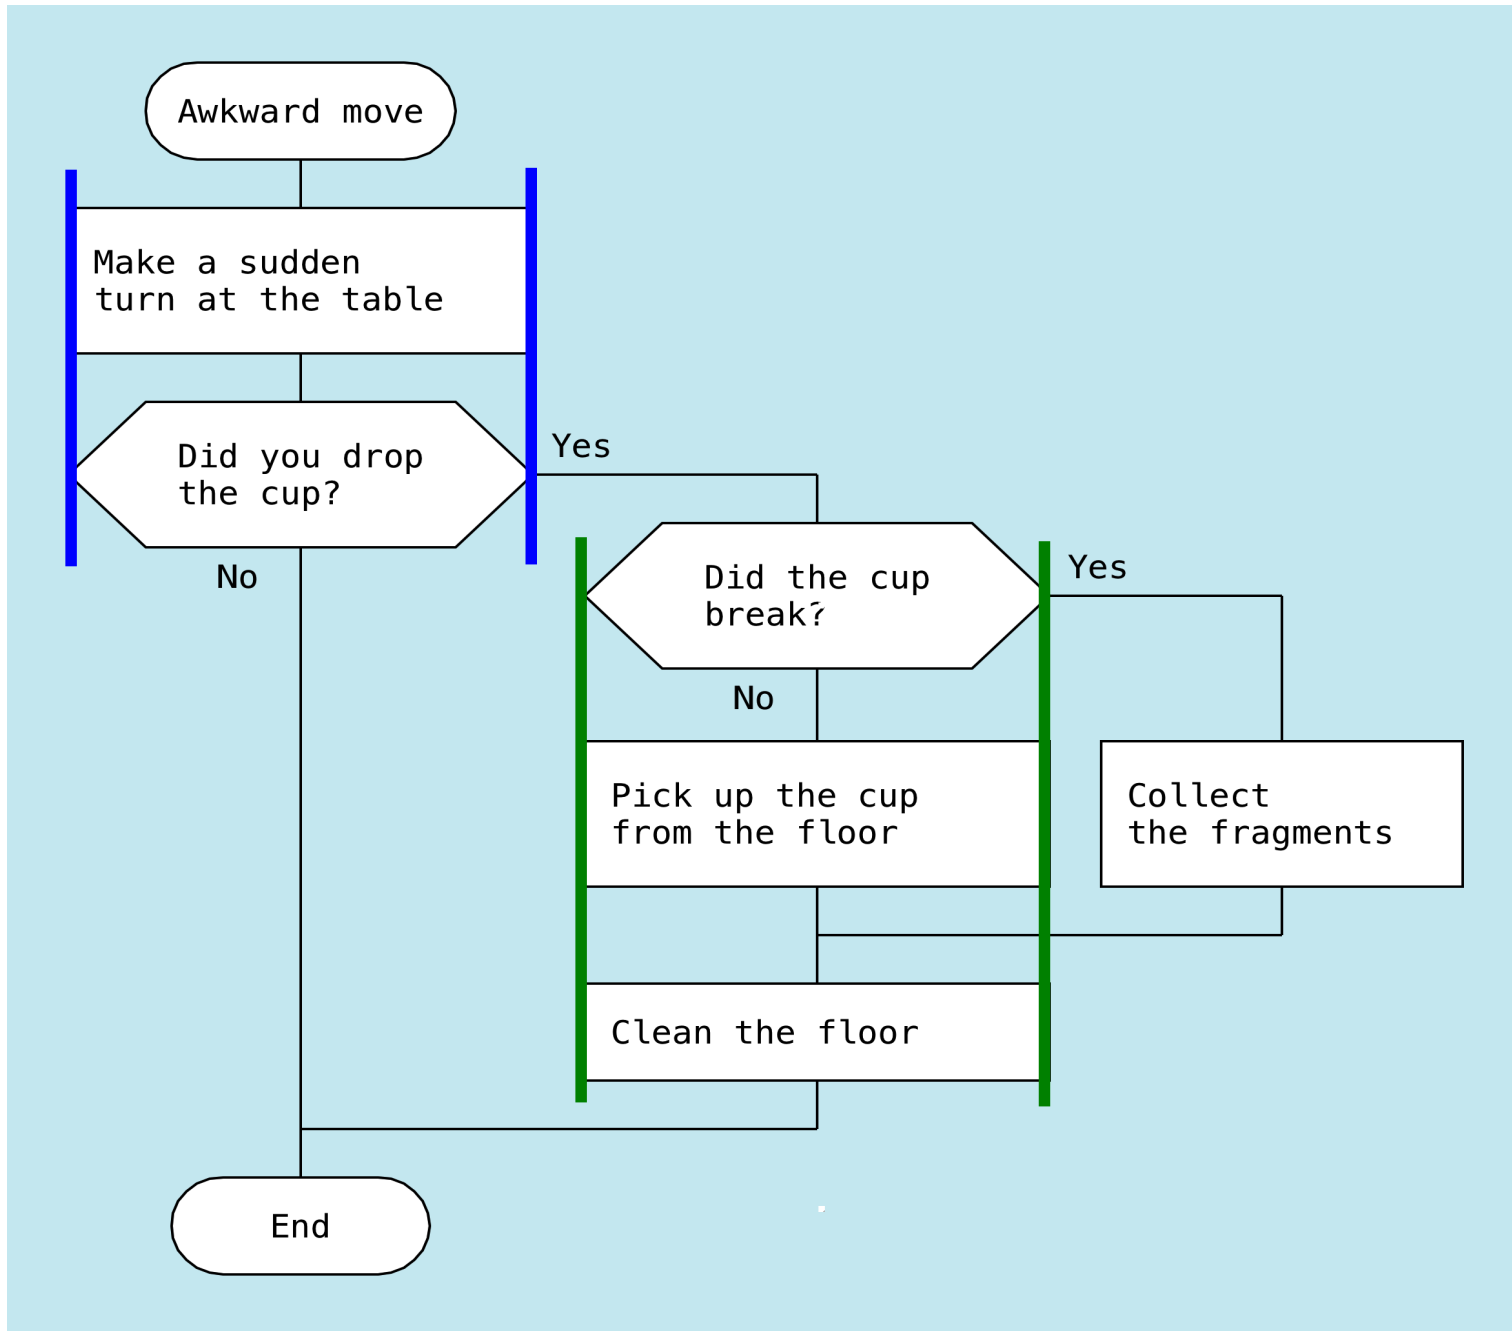 Awkward move
Make a sudden
turn at the table
Did you drop
the cup?
Yes
No
Did the cup
break?
Yes
No
Pick up the cup
from the floor
Collect
the fragments
Clean the floor
End